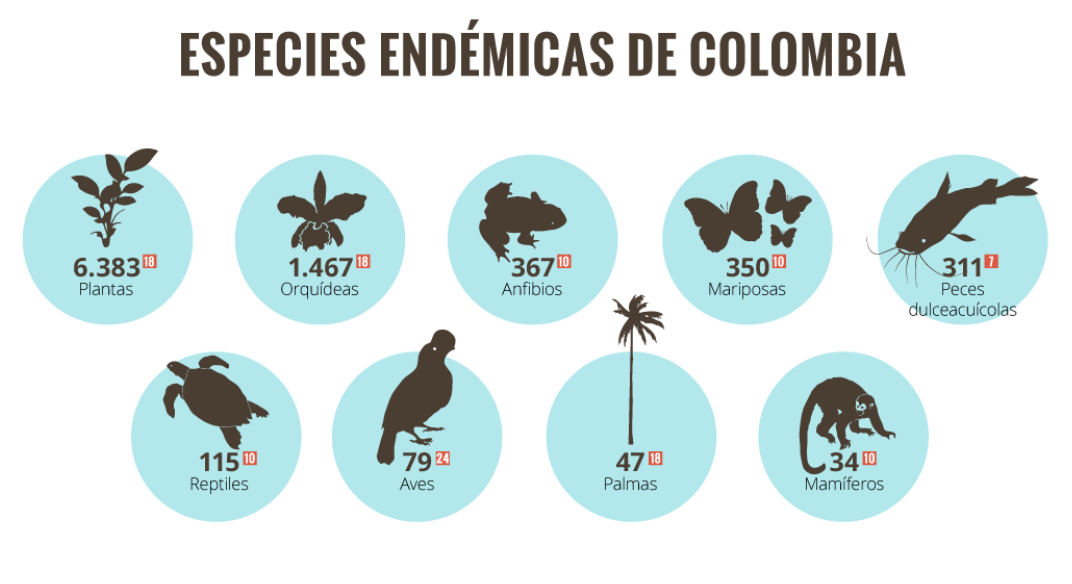 ESPECIES ENDÉMICAS DE COLOMBIA
6.383 18
Plantas
1.467 18
Orquídeas
367 10
Anfibios
350 10
Mariposas
311 7
Peces
dulceacuícolas
115 10
Reptiles
79 24
Aves
47 18
Palmas
34 10
Mamíferos